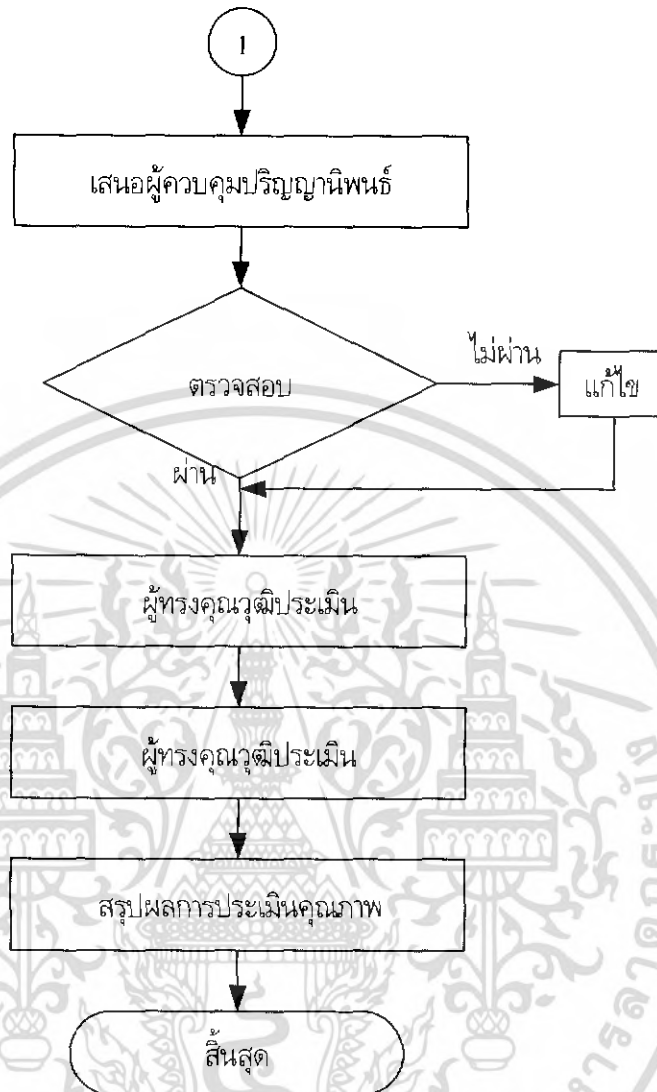 1
เสนอผู้ควบคุมปริญญานิพนธ์
ตรวจสอบ
ไม่ผ่าน
แก้ไข
ผ่าน
ผู้ทรงคุณวุฒิประเมิน
ผู้ทรงคุณวุฒิประเมิน
สรุปผลการประเมินคุณภาพ
สิ้นสุด